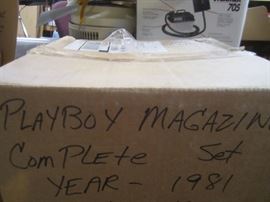 705
PLAYBOY MAGAZIN
ComPLEte Set
YEAR - 1981